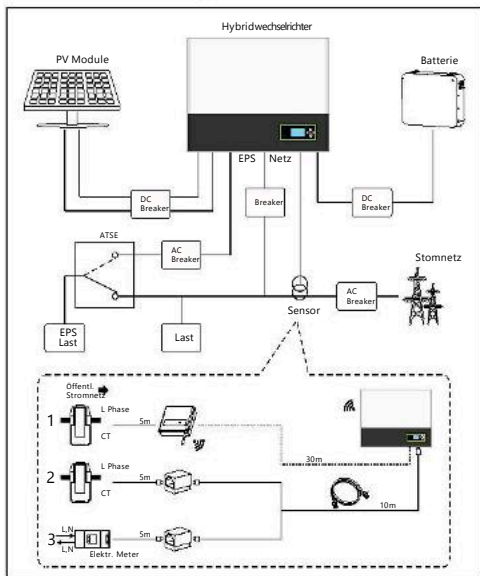 Hybridwechselrichter
PV Module
Batterie
EPS
Netz
DC
Breaker
Breaker
DC
Breaker
ATSE
AC
Breaker
AC
Breaker
Stomnetz
EPS
Last
Last
Sensor
Öffentl.
Stromnetz
1
L Phase
5m
CT
30m
2
L Phase
5m
CT
10m
3
L,N
L,N
5m
Elektr. Meter